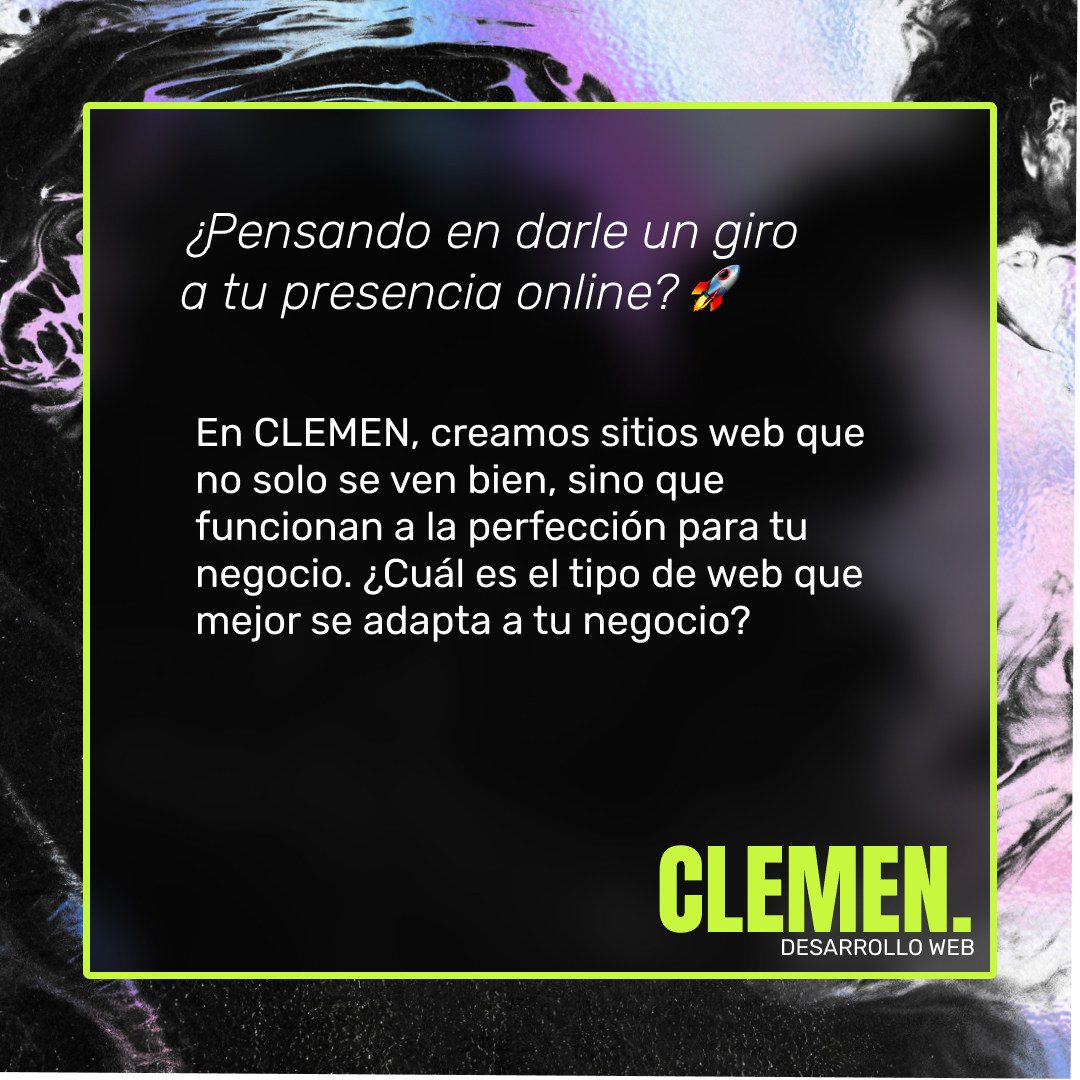 ¿Pensando en darle un giro
a tu presencia online? 🚀
En CLEMEN, creamos sitios web que
no solo se ven bien, sino que
funcionan a la perfección para tu
negocio. ¿Cuál es el tipo de web que
mejor se adapta a tu negocio?
CLEMEN.
DESARROLLO WEB